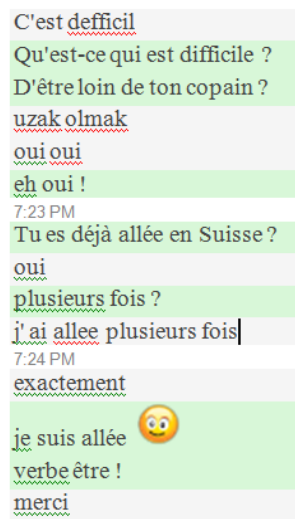 C'est defficil
Qu'est-ce qui est difficile ?
D'être loin de ton copain ?
uzak olmak
oui oui
eh oui !
7:23 PM
Tu es déjà allée en Suisse ?
oui
plusieurs fois ?
j' ai allee plusieurs fois
7:24 PM
exactement
je suis allée
verbe être !
merci